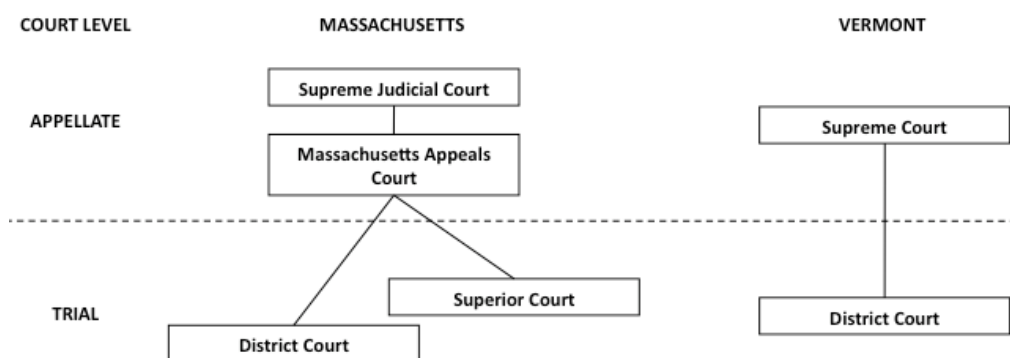 COURT LEVEL MASSACHUSETTS VERMONT
Supreme Judicial Court
APPELLATE Supreme Court
Massachusetts Appeals
Court
Superior Court
TRIAL District Court
District Court